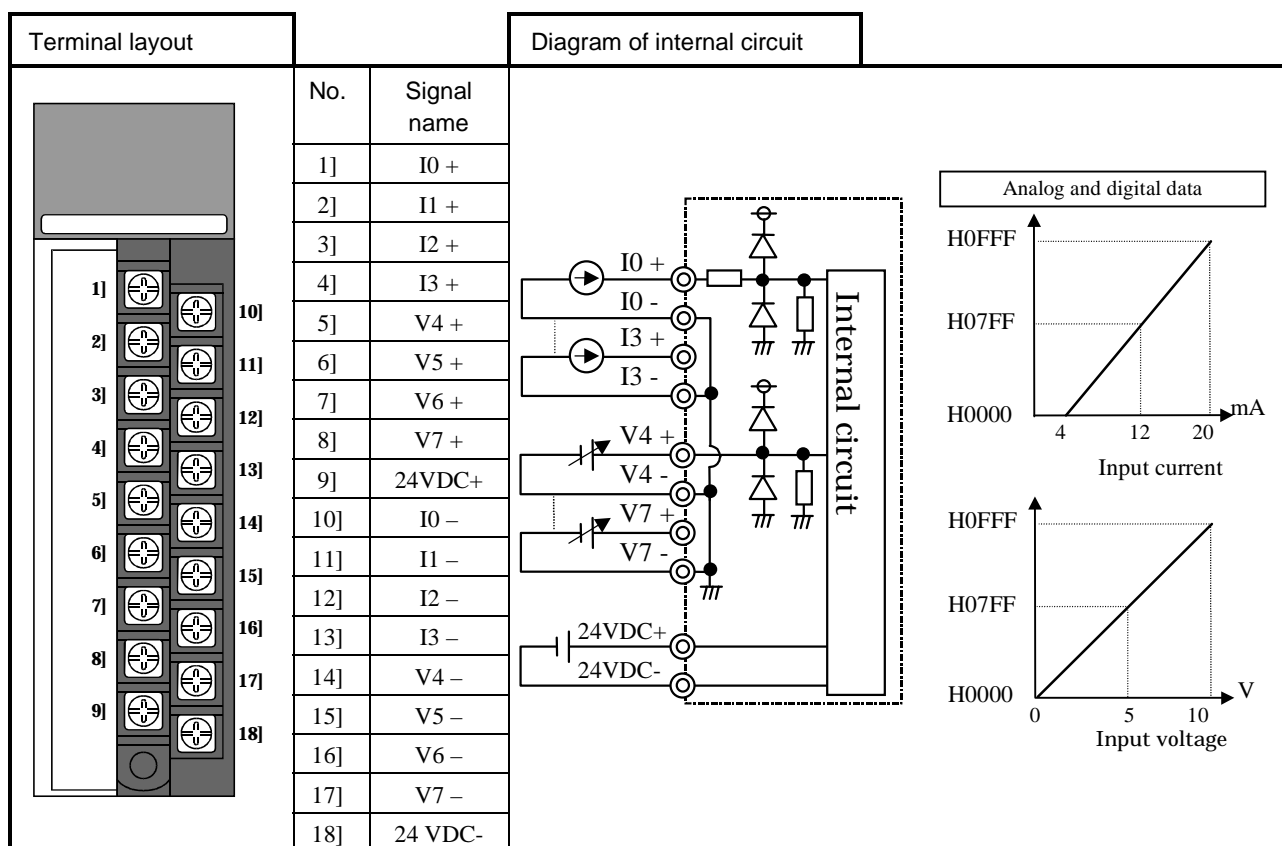 Terminal layout
Diagram of internal circuit
No. Signal name
1] I0 +
2] I1 +
3] I2 +
4] I3 +
5] V4 +
6] V5 +
7] V6 +
8] V7 +
9] 24VDC+
10] I0 –
11] I1 –
12] I2 –
13] I3 –
14] V4 –
15] V5 –
16] V6 –
17] V7 –
18] 24 VDC-
1]
2]
3]
4]
5]
6]
7]
8]
9]
10]
11]
12]
13]
14]
15]
16]
17]
18]
I0 +
I0 -
I3 +
I3 -
V4 +
V4 -
V7 +
V7 -
24VDC+
24VDC-
Internal circuit
Analog and digital data
H0FFF
H07FF
H0000
4 12 20 mA
Input current
H0FFF
H07FF
H0000
0 5 10 V
Input voltage